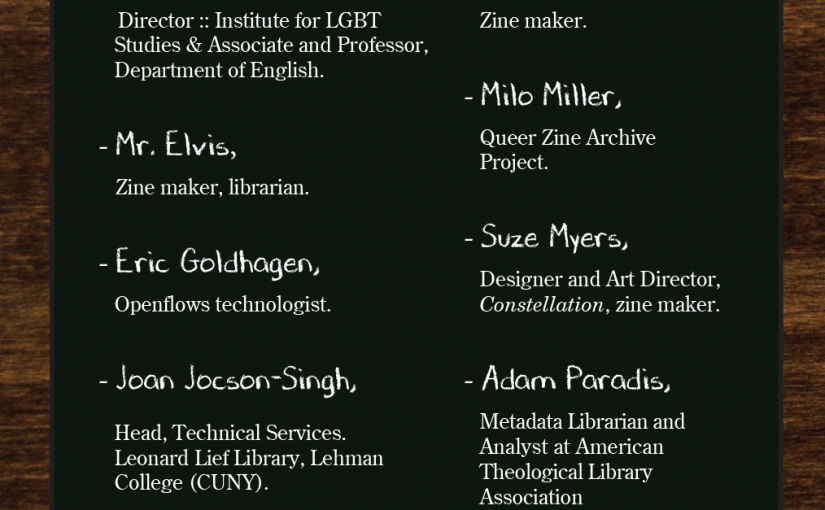 Director :: Institute for LGBT
Studies & Associate and Professor,
Department of English.
- Mr. Elvis,
Zine maker, librarian.
- Eric Goldhagen,
Openflows technologist.
- Joan Jocson-Singh,
Head, Technical Services.
Leonard Lief Library, Lehman
College (CUNY).
Zine maker.
- Milo Miller,
Queer Zine Archive
Project.
- Suze Myers,
Designer and Art Director,
Constellation, zine maker.
- Adam Paradis,
Metadata Librarian and
Analyst at American
Theological Library
Association